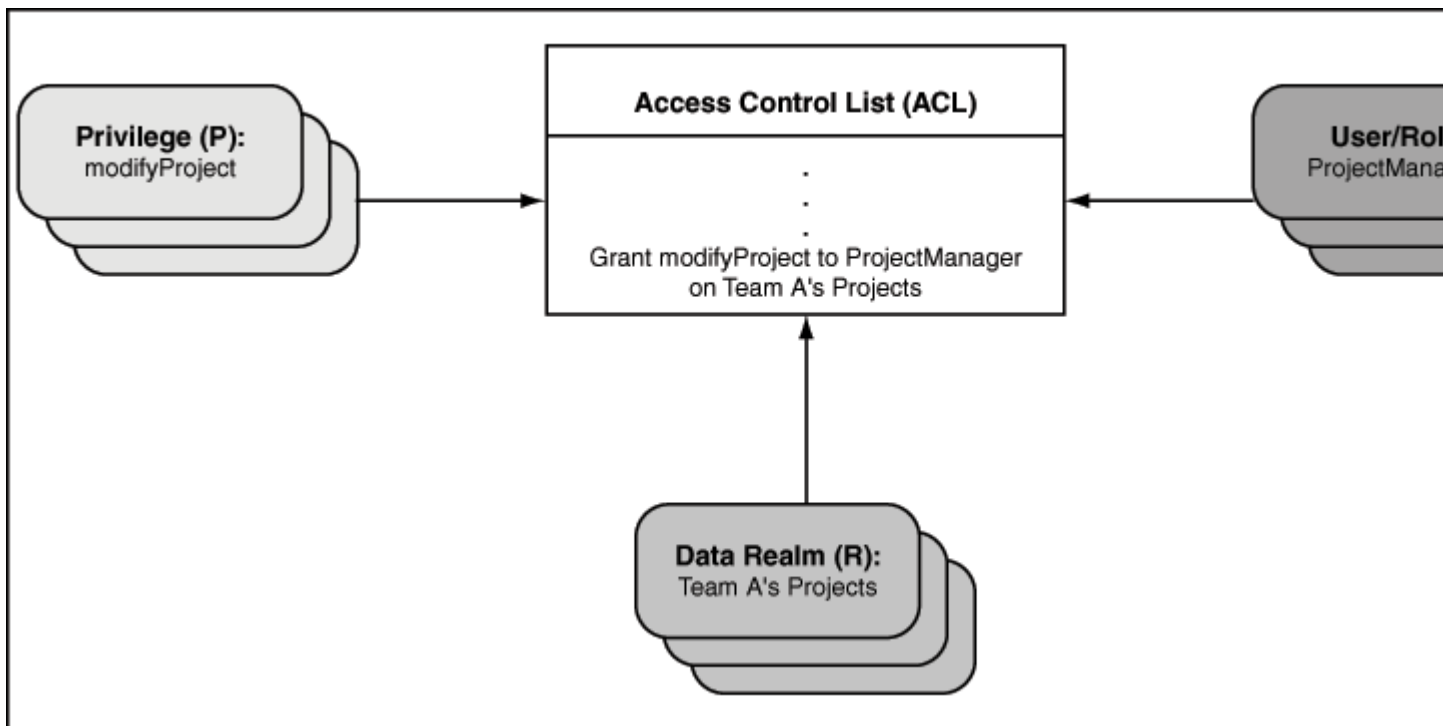 Access Control List (ACL)
Privilege (P):
modifyProject
.
.
.
Grant modifyProject to ProjectManager
on Team A's Projects
Data Realm (R):
Team A's Projects